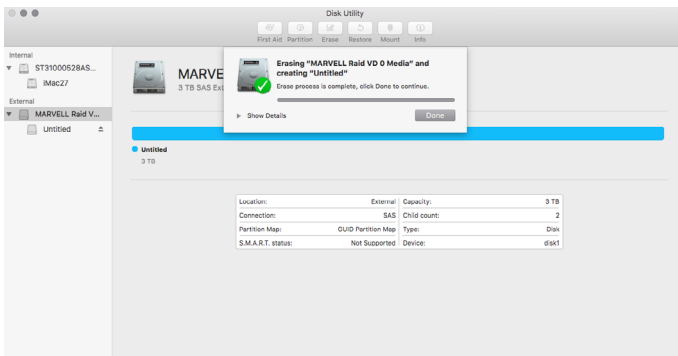 Disk Utility
First Aid Partition Erase Restore Mount Info
Internal
ST31000528AS...
iMac27
External
MARVELL Raid V...
Untitled
MARVE
3 TB SAS Ext
Erasing "MARVELL Raid VD 0 Media" and
creating "Untitled"
Erase process is complete, click Done to continue.
Show Details
Done
Untitled
3 TB
Location: External Capacity: 3 TB
Connection: SAS Child count: 2
Partition Map: GUID Partition Map Type: Disk
S.M.A.R.T. status: Not Supported Device: disk1